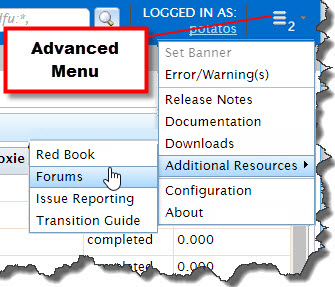 dfu:*,
LOGGED IN AS:
potatos
2
Advanced
Menu
Set Banner
Error/Warning(s)
Release Notes
Documentation
Downloads
Additional Resources
Configuration
About
oxie
Red Book
Forums
Issue Reporting
Transition Guide
completed 0.000
completed 0.000